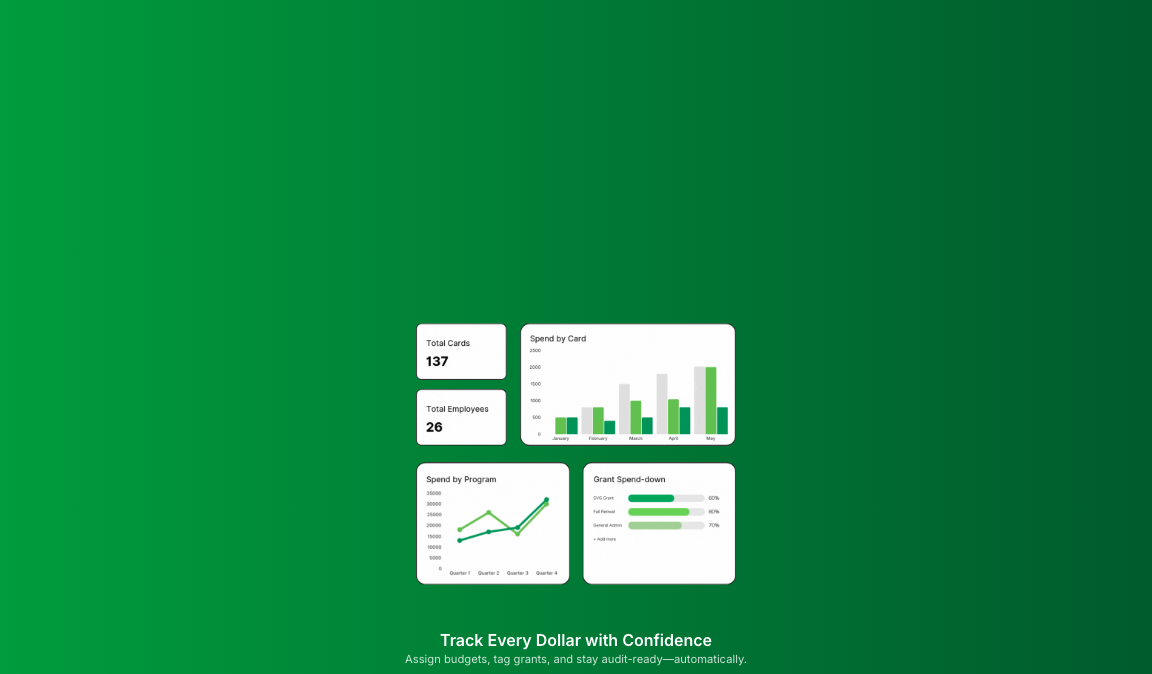 Total Cards
137
Total Employees
26
Spend by Card
2500
2000
1500
1000
500
0
January February March April May
Spend by Program
35000
30000
25000
20000
15000
10000
5000
0
Quarter 1 Quarter 2 Quarter 3 Quarter 4
Grant Spend-down
SVG Grant 60%
Fall Retreat 80%
General Admin 70%
+ Add more
Track Every Dollar with Confidence
Assign budgets, tag grants, and stay audit-ready—automatically.